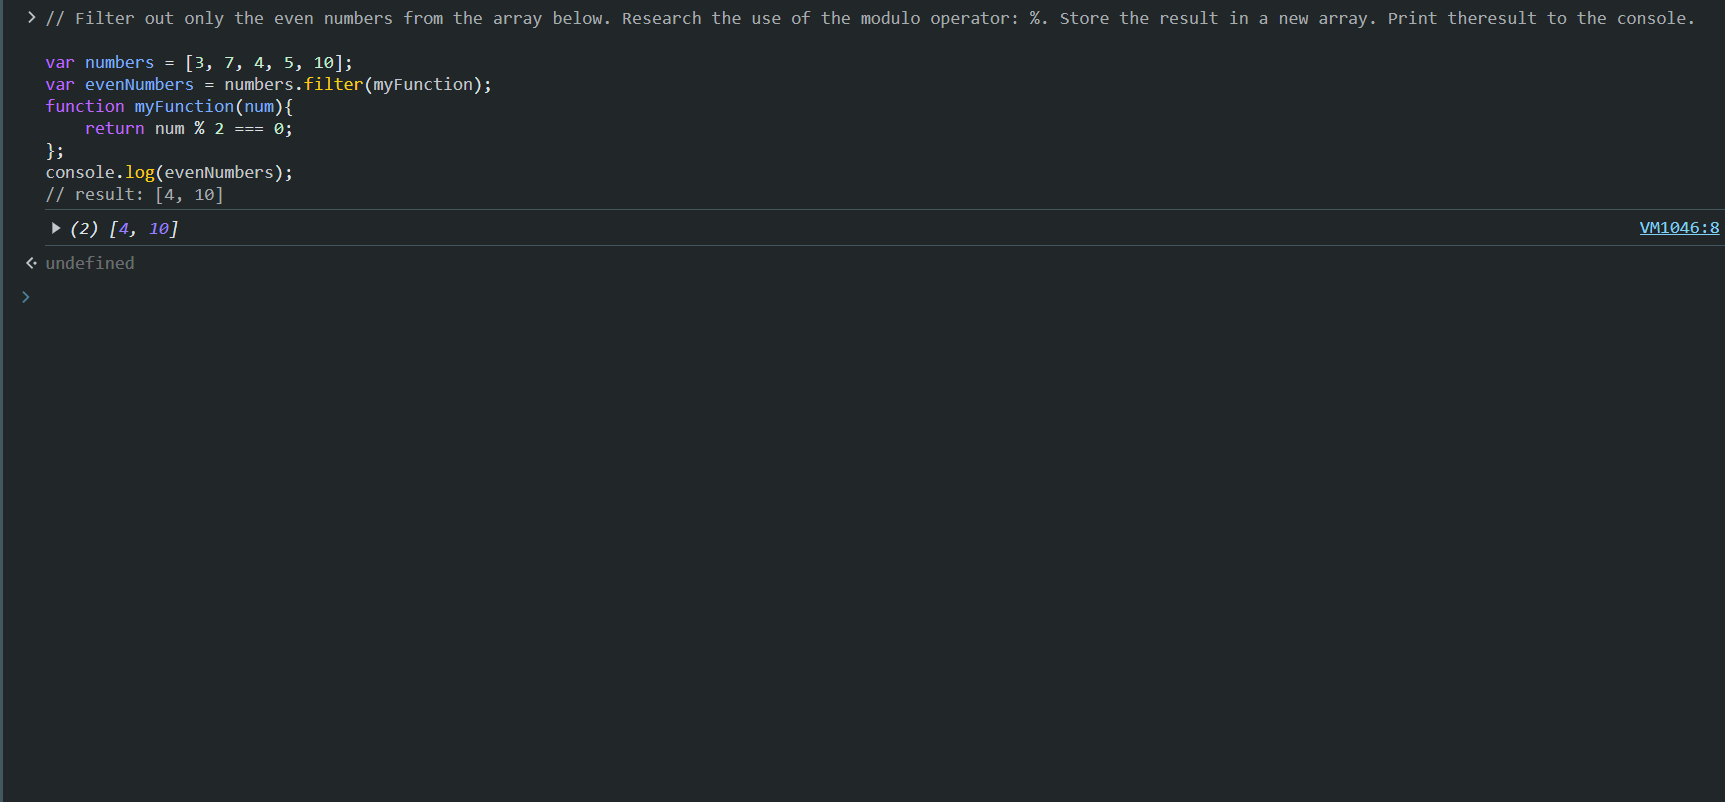 // Filter out only the even numbers from the array below. Research the use of the modulo operator: %. Store the result in a new array. Print theresult to the console.
var numbers = [3, 7, 4, 5, 10];
var evenNumbers = numbers.filter(myFunction);
function myFunction(num){
    return num % 2 === 0;
};
console.log(evenNumbers);
// result: [4, 10]
(2) [4, 10] VM1046:8
undefined